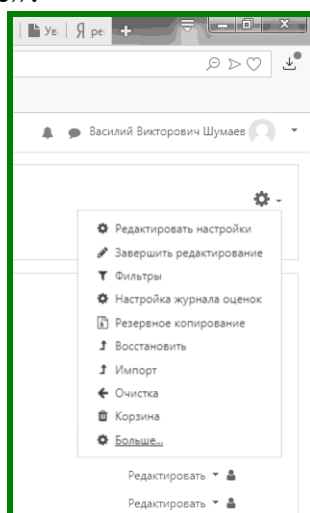 Ув.
Я ре
Василий Викторович Шумаев
Редактировать настройки
Завершить редактирование
Фильтры
Настройка журнала оценок
Резервное копирование
Восстановить
Импорт
Очистка
Корзина
Больше...
Редактировать
Редактировать